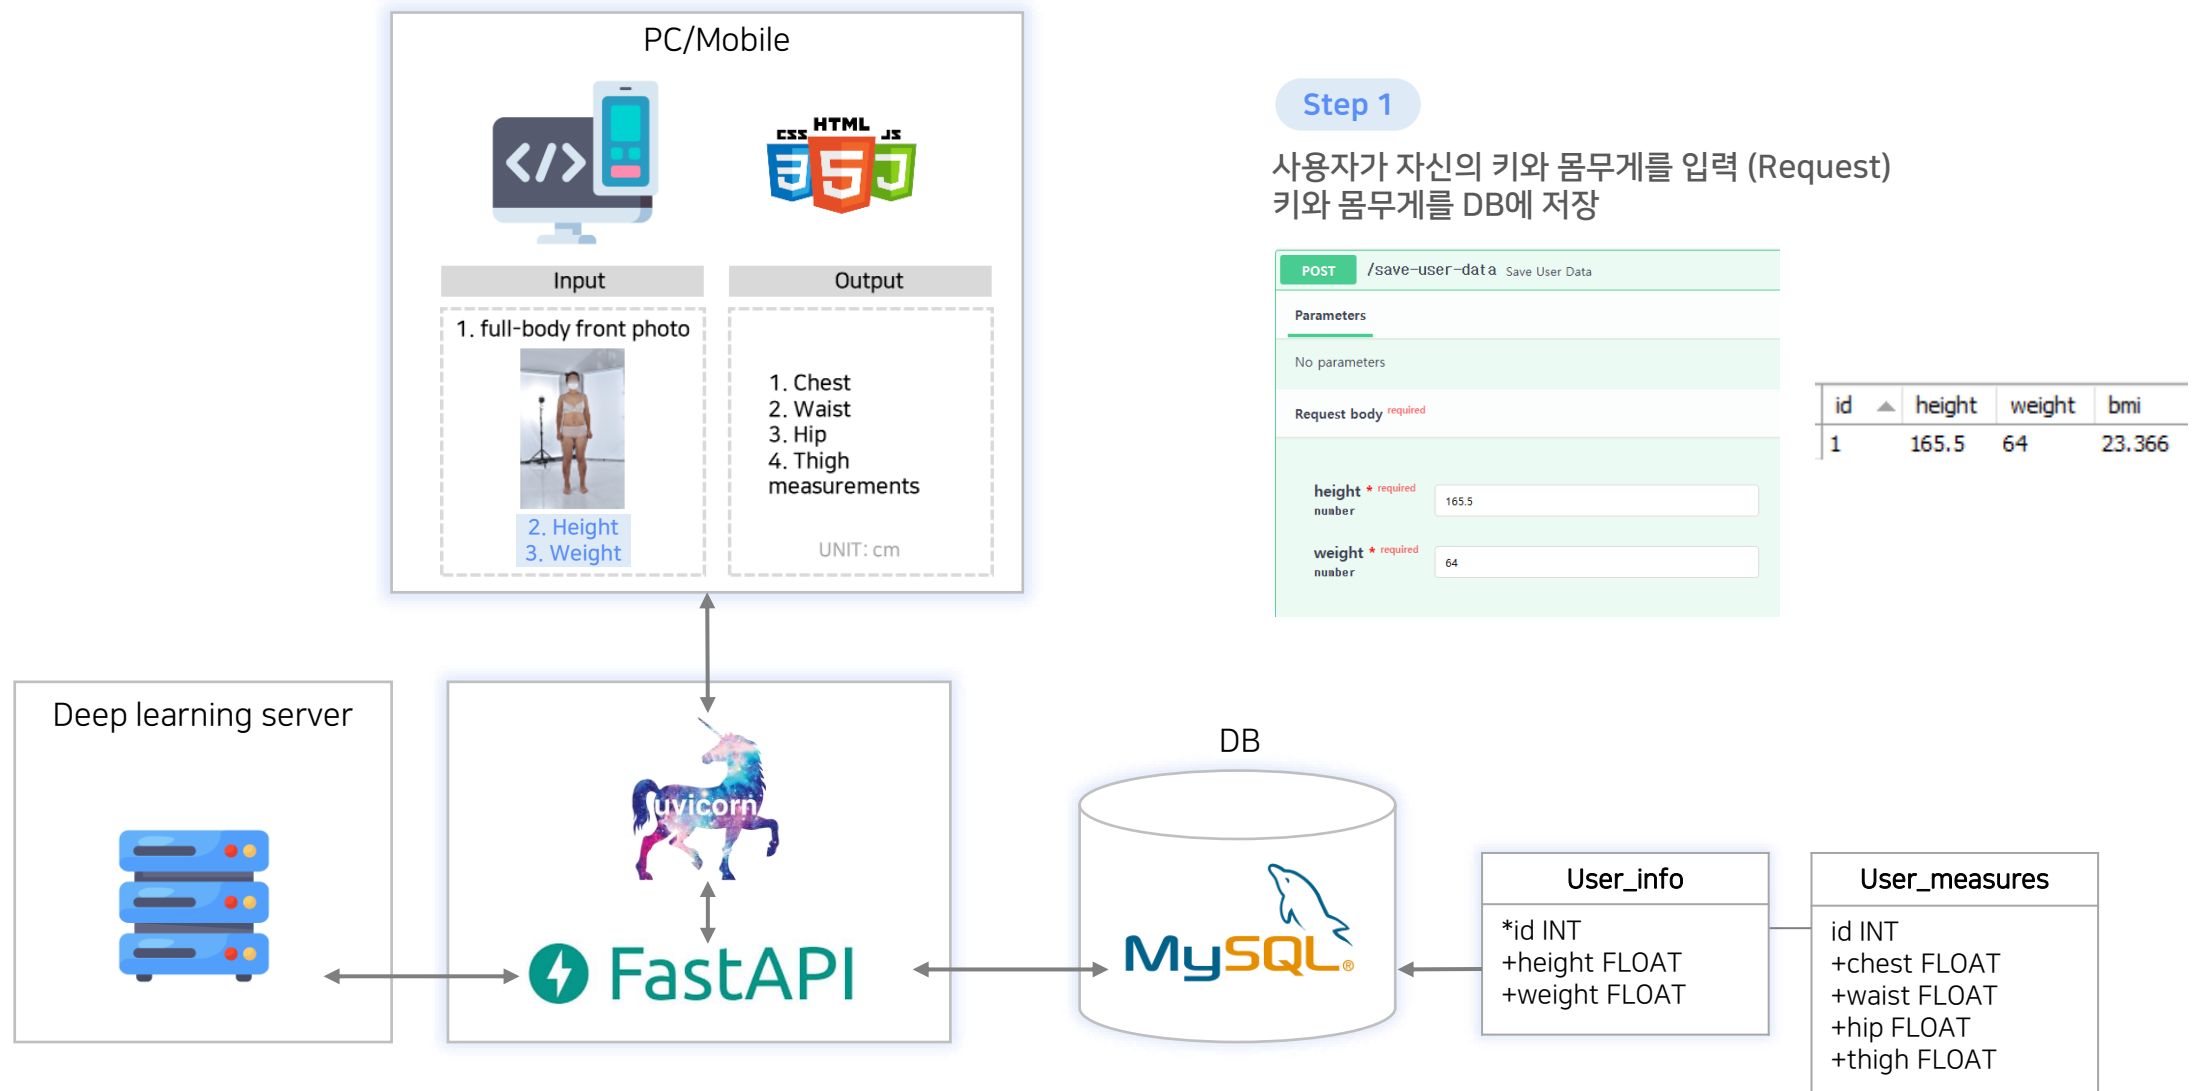 PC/Mobile
CSS HTML JS
Input
Output
1. full-body front photo
2. Height
3. Weight
1. Chest
2. Waist
3. Hip
4. Thigh
measurements
UNIT: cm
Step 1
사용자가 자신의 키와 몸무게를 입력 (Request)
키와 몸무게를 DB에 저장
POST /save-user-data Save User Data
Parameters
No parameters
Request body required
height * required
number
165.5
weight * required
number
64
id height weight bmi
1 165.5 64 23.366
Deep learning server
uvicorn
FastAPI
DB
MySQL®
User_info
*id INT
+height FLOAT
+weight FLOAT
User_measures
id INT
+chest FLOAT
+waist FLOAT
+hip FLOAT
+thigh FLOAT